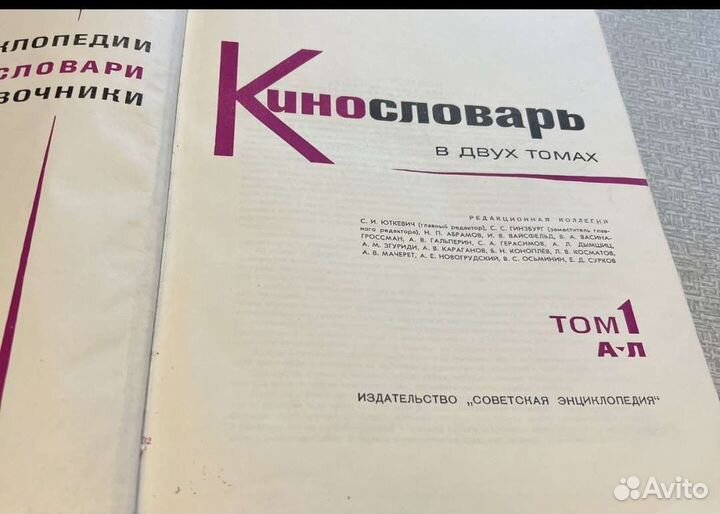 КЛОПЕДИИ
СЛОВАРИ
ВОЧНИКИ
Кинословарь
В ДВУХ ТОМАХ
РЕДАКЦИОННАЯ КОЛЛЕГИЯ
С. И. ЮТКЕВИЧ (главный редактор), С. С. ГИНЗБУРГ (заместитель глав-
ного редактора), Н. П. АБРАМОВ, И. В. ВАЙСФЕЛЬД, В. А. ВАСИНА-
ГРОССМАН, А. В. ГАЛЬПЕРИН, С. А. ГЕРАСИМОВ, А. Л. ДЫМШИЦ,
А. М. ЗГУРИДИ, А. В. КАРАГАНОВ, Б. Н. КОНОПЛЕВ, Л. В. КОСМАТОВ,
А. В. МАЧЕРЕТ, А. Е. НОВОГРУДСКИЙ, В. С. ОСЬМИНИН, Е. Д. СУРКОВ
ТОМ 1
А-Л
ИЗДАТЕЛЬСТВО „СОВЕТСКАЯ ЭНЦИКЛОПЕДИЯ"
32
Avito